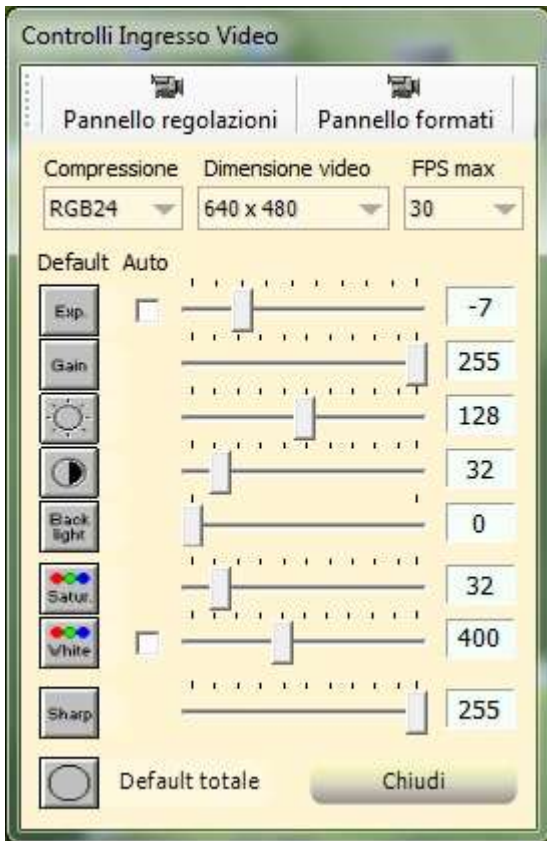 Controlli Ingresso Video
Pannello regolazioni Pannello formati
Compressione Dimensione video FPS max
RGB24 640 x 480 30
Default Auto
Exp. -7
Gain 255
128
32
Back
light 0
Satur. 32
White 400
Sharp 255
Default totale Chiudi